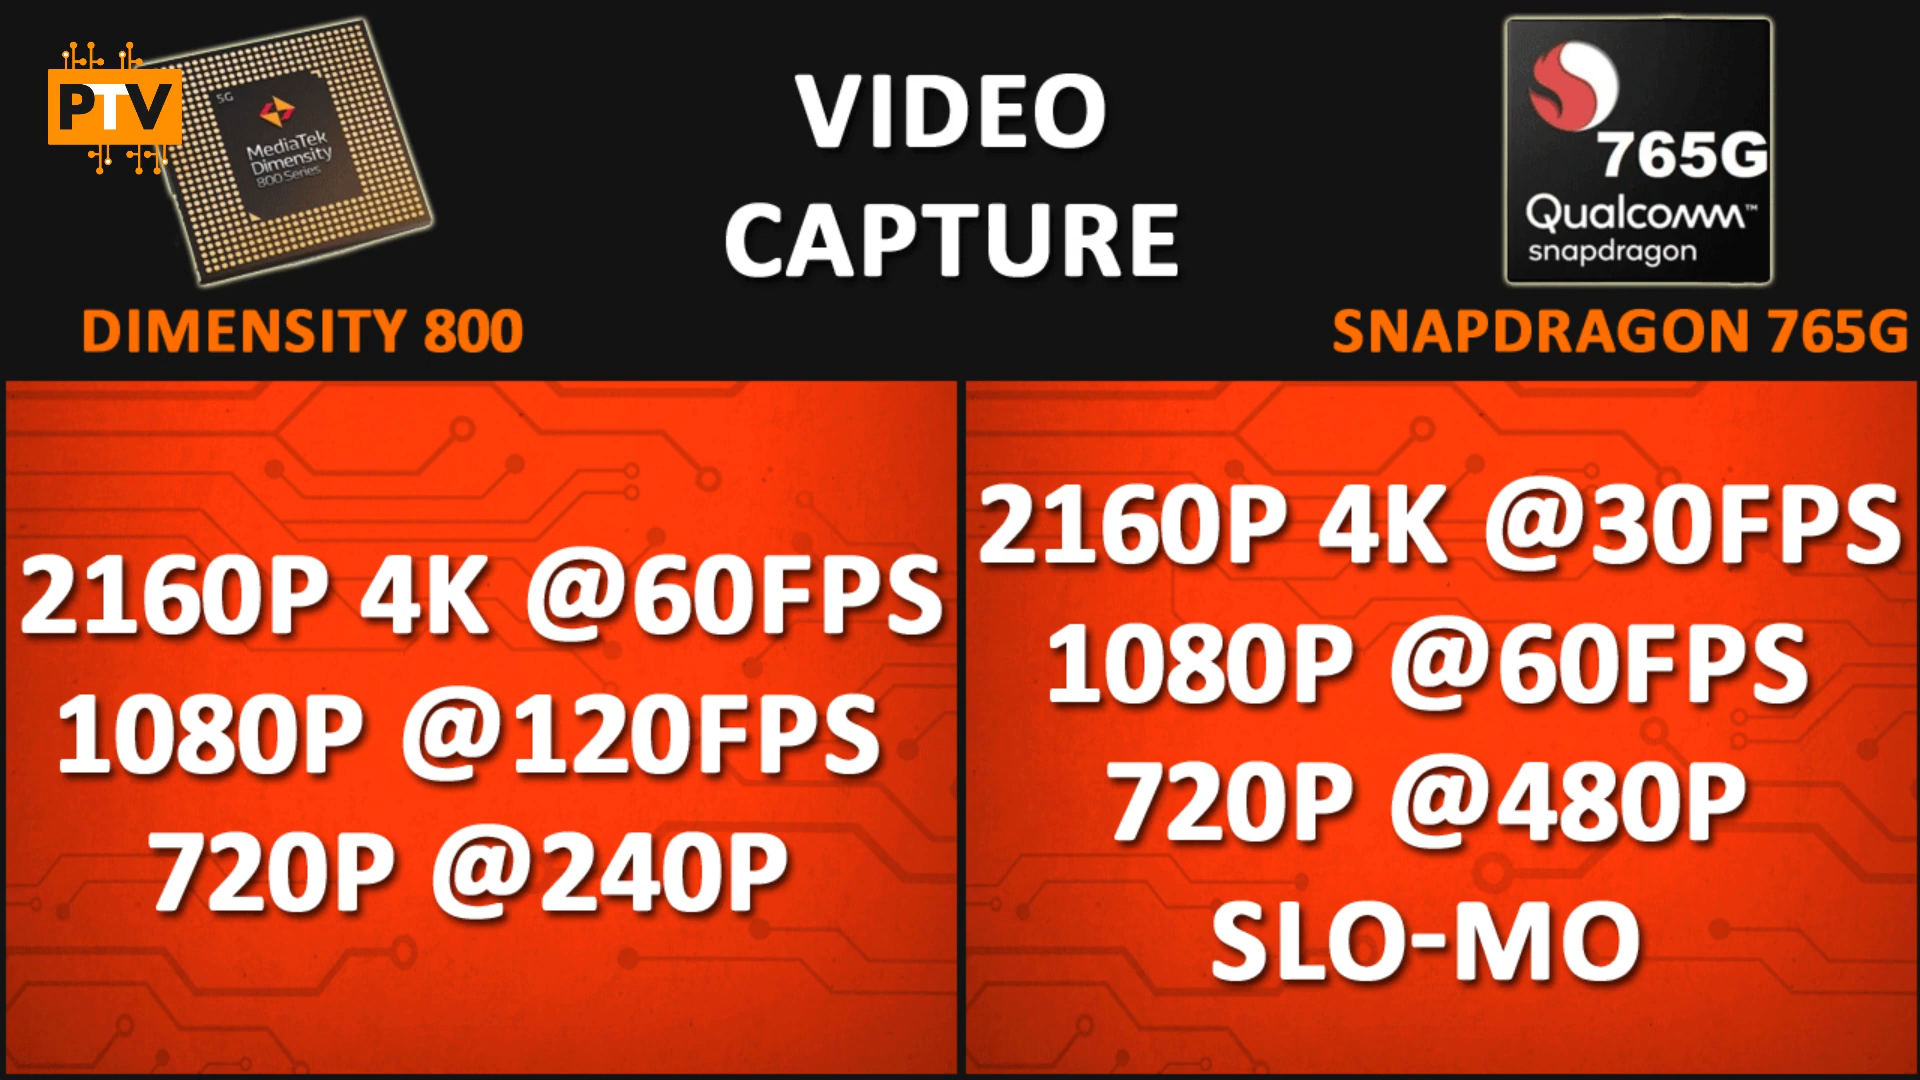 PTV
5G
MediaTek
Dimensity
800 Series
DIMENSITY 800
VIDEO
CAPTURE
765G
Qualcomm™
snapdragon
SNAPDRAGON 765G
2160P 4K @60FPS
1080P @120FPS
720P @240P
2160P 4K @30FPS
1080P @60FPS
720P @480P
SLO-MO